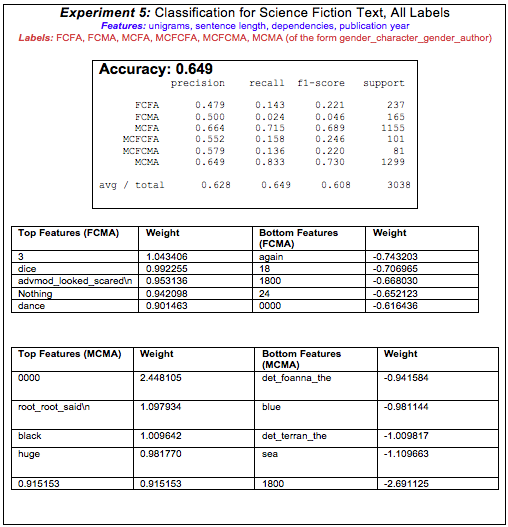 Experiment 5: Classification for Science Fiction Text, All Labels
Features: unigrams, sentence length, dependencies, publication year
Labels: FCFA, FCMA, MCFA, MCFCFA, MCFCMA, MCMA (of the form gender_character_gender_author)
Accuracy: 0.649
precision recall f1-score support
FCFA 0.479 0.143 0.221 237
FCMA 0.500 0.024 0.046 165
MCFA 0.664 0.715 0.689 1155
MCFCFA 0.552 0.158 0.246 101
MCFCMA 0.579 0.136 0.220 81
MCMA 0.649 0.833 0.730 1299
avg / total 0.628 0.649 0.608 3038
Top Features (FCMA) Weight Bottom Features (FCMA) Weight
3 1.043406 again -0.743203
dice 0.992255 18 -0.706965
advmod_looked_scared\n 0.953136 1800 -0.668030
Nothing 0.942098 24 -0.652123
dance 0.901463 0000 -0.616436
Top Features (MCMA) Weight Bottom Features (MCMA) Weight
0000 2.448105 det_foanna_the -0.941584
root_root_said\n 1.097934 blue -0.981144
black 1.009642 det_terran_the -1.009817
huge 0.981770 sea -1.109663
0.915153 0.915153 1800 -2.691125